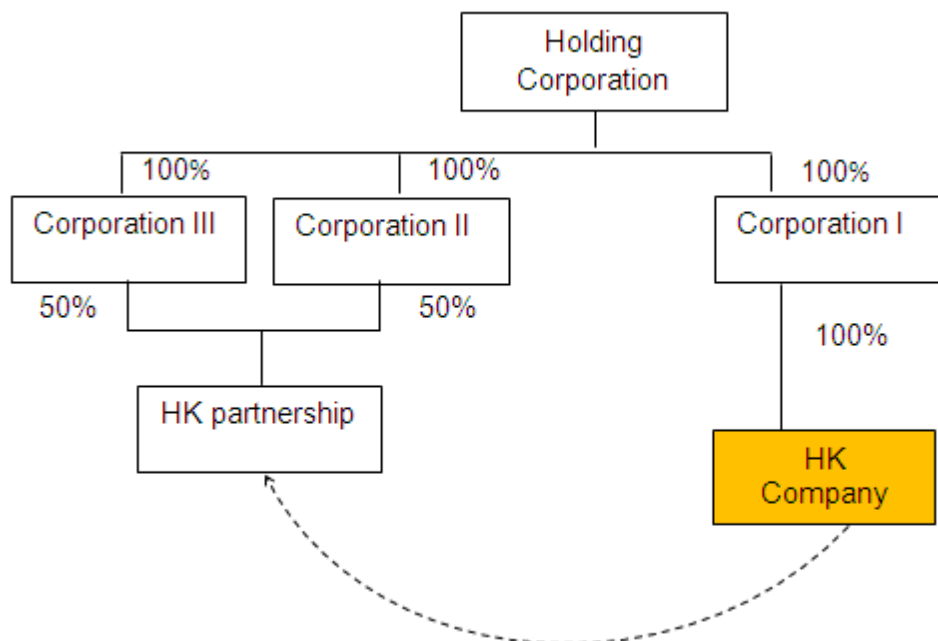 Holding
Corporation
100%
100%
100%
Corporation III
Corporation II
Corporation I
50%
50%
100%
HK partnership
HK
Company